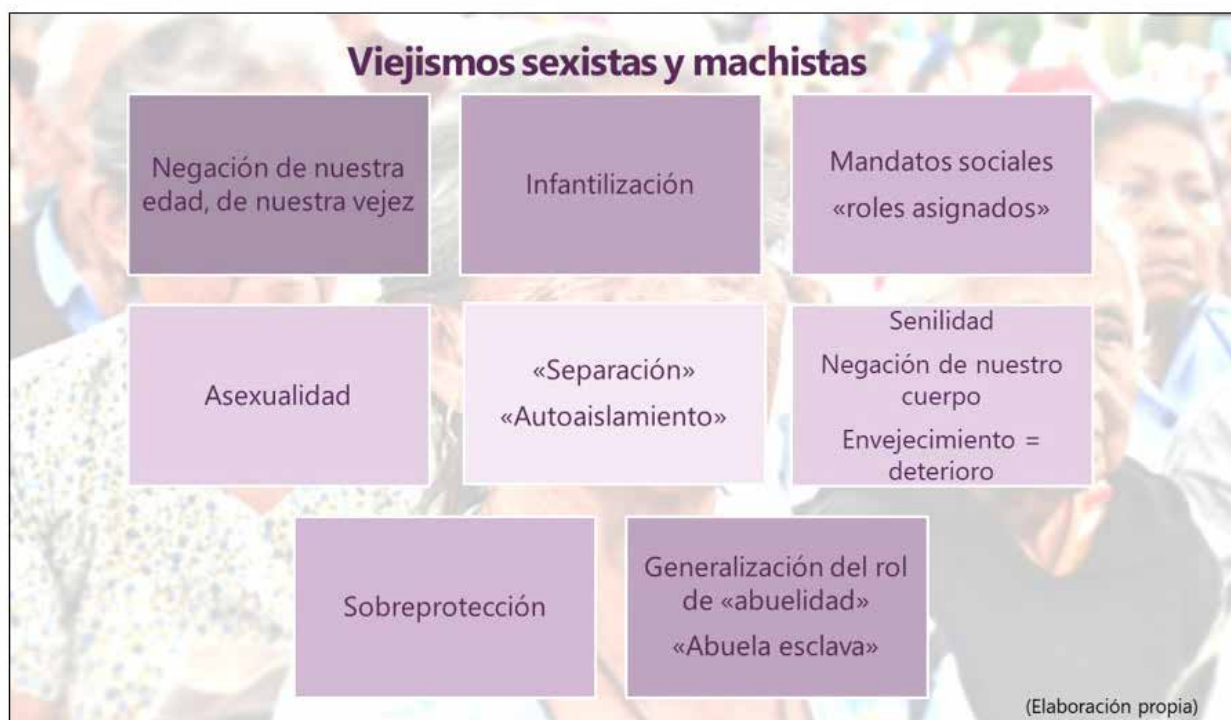 Viejismos sexistas y machistas
Negación de nuestra
edad, de nuestra vejez
Infantilización
Mandatos sociales
«roles asignados»
Asexualidad
«Separación»
«Autoaislamiento»
Senilidad
Negación de nuestro
cuerpo
Envejecimiento =
deterioro
Sobreprotección
Generalización del rol
de «abuelidad»
«Abuela esclava»
(Elaboración propia)